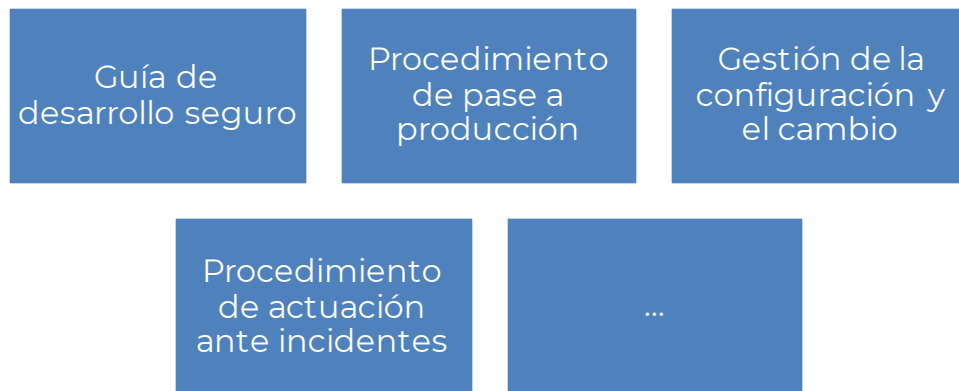 Guía de
desarrollo seguro
Procedimiento
de pase a
producción
Gestión de la
configuración y
el cambio
Procedimiento
de actuación
ante incidentes
...